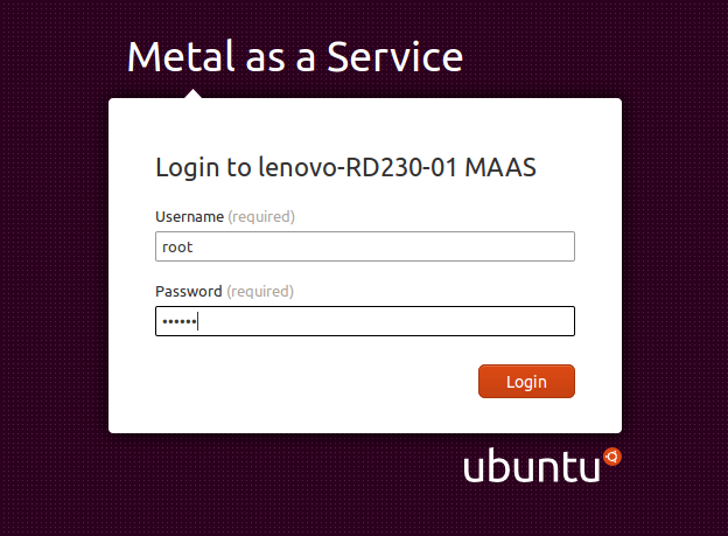 Metal as a Service
Login to lenovo-RD230-01 MAAS
Username (required)
root
Password (required)
••••••
Login
ubuntu